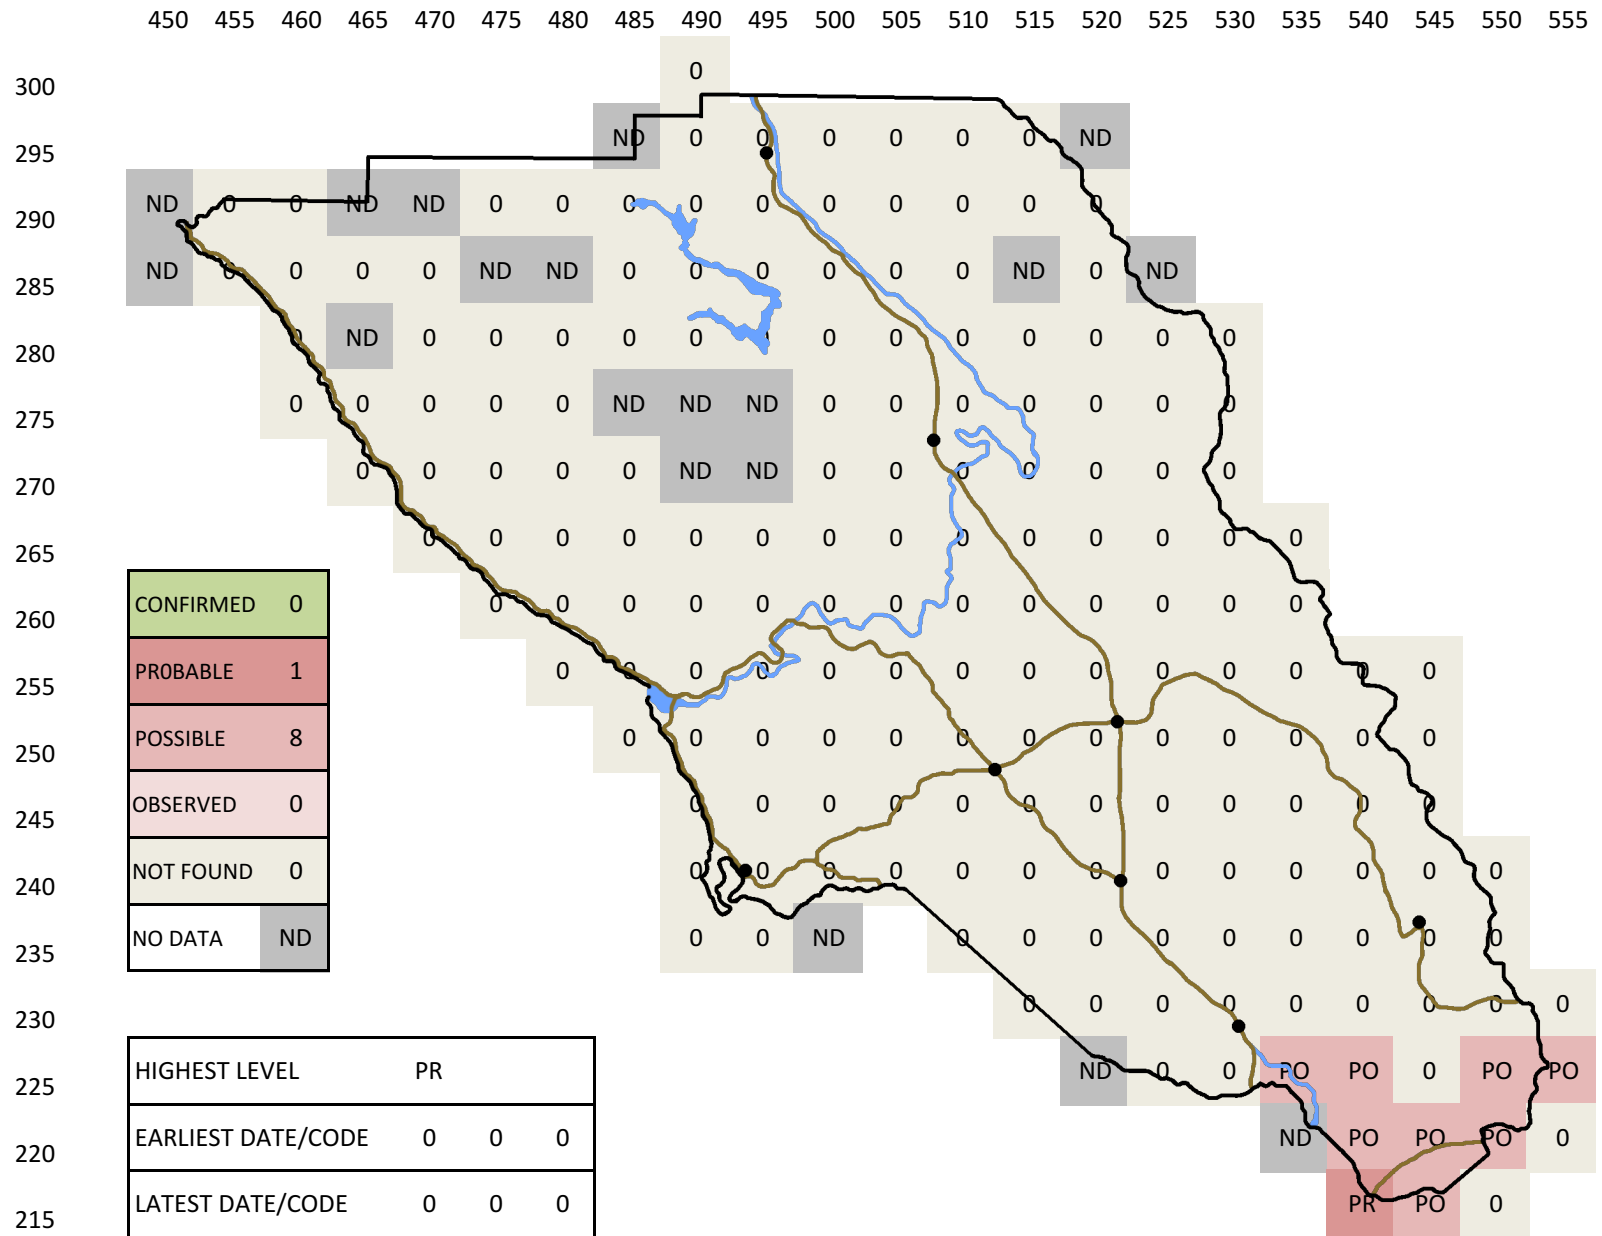 450 455 460 465 470 475 480 485 490 495 500 505 510 515 520 525 530 535 540 545 550 555
300 0
295 ND 0 0 0 0 0 0 ND
290 ND 0 0 ND ND 0 0 0 0 0 0 0 0 0 0
285 ND 0 0 0 0 ND ND 0 0 0 0 0 0 ND 0 ND
280 0 ND 0 0 0 0 0 0 0 0 0 0 0 0 0
275 0 0 0 0 0 ND ND ND 0 0 0 0 0 0 0
270 0 0 0 0 0 ND ND 0 0 0 0 0 0 0
265 0 0 0 0 0 0 0 0 0 0 0 0 0 0
260 0 0 0 0 0 0 0 0 0 0 0 0 0
255 0 0 0 0 0 0 0 0 0 0 0 0 0 0
250 0 0 0 0 0 0 0 0 0 0 0 0 0
245 0 0 0 0 0 0 0 0 0 0 0 0
240 0 0 0 0 0 0 0 0 0 0 0 0 0
235 0 0 ND 0 0 0 0 0 0 0 0 0
230 0 0 0 0 0 0 0 0 0
225 ND 0 0 PO PO 0 PO PO
220 ND PO PO PO 0
215 PR PO 0
CONFIRMED 0
PR0BABLE 1
POSSIBLE 8
OBSERVED 0
NOT FOUND 0
NO DATA ND
HIGHEST LEVEL PR
EARLIEST DATE/CODE 0 0 0
LATEST DATE/CODE 0 0 0